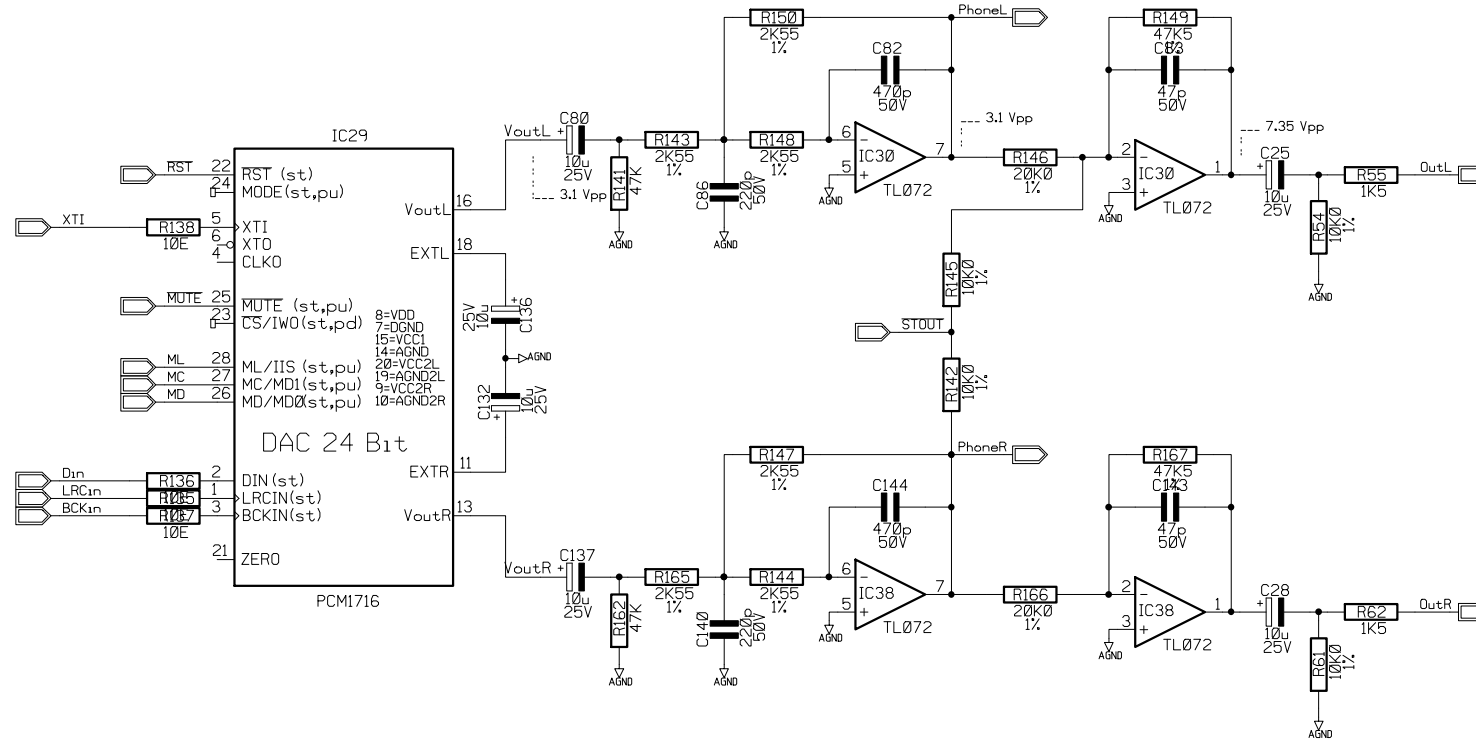 R150
2K55
1%
PhoneL
R149
47K5
1%
C83
47p
50V
C82
470p
50V
3.1 Vpp
7.35 Vpp
IC29
VoutL
C80
+
10u
25V
R143
2K55
1%
R148
2K55
1%
6
-
7
IC30
5
+
TL072
AGND
R146
20K0
1%
2
-
1
IC30
3
+
TL072
AGND
C25
+
10u
25V
R55
1K5
OutL
R54
10K0
1%
AGND
3.1 Vpp
R141
47K
AGND
C86
220p
50V
AGND
RST
22
RST (st)
24
MODE(st,pu)
XTI
R138
10E
5
XTI
6
XTO
4
CLKO
VoutL
16
EXTL
18
MUTE
25
MUTE (st,pu)
23
CS/IWO(st,pd)
8=VDD
7=DGND
15=VCC1
14=AGND
20=VCC2L
19=AGND2L
9=VCC2R
10=AGND2R
25V
10u
+
C136
AGND
ML
28
ML/IIS(st,pu)
MC
27
MC/MD1(st,pu)
MD
26
MD/MD0(st,pu)
C132
10u
25V
+
R145
10K0
1%
STOUT
R142
10K0
1%
DAC 24 Bit
EXTR
11
VoutR
13
Din
R136
2
DIN(st)
LRCin
R135
10E
1
LRCIN(st)
BCKin
R137
10E
3
BCKIN(st)
21
ZERO
PCM1716
R147
2K55
1%
PhoneR
C144
470p
50V
R167
47K5
1%
C143
47p
50V
VoutR
C137
+
10u
25V
R165
2K55
1%
R144
2K55
1%
6
-
7
IC38
5
+
TL072
AGND
R166
20K0
1%
2
-
1
IC38
3
+
TL072
AGND
C28
+
10u
25V
R62
1K5
OutR
R61
10K0
1%
AGND
R162
47K
AGND
C140
220p
50V
AGND